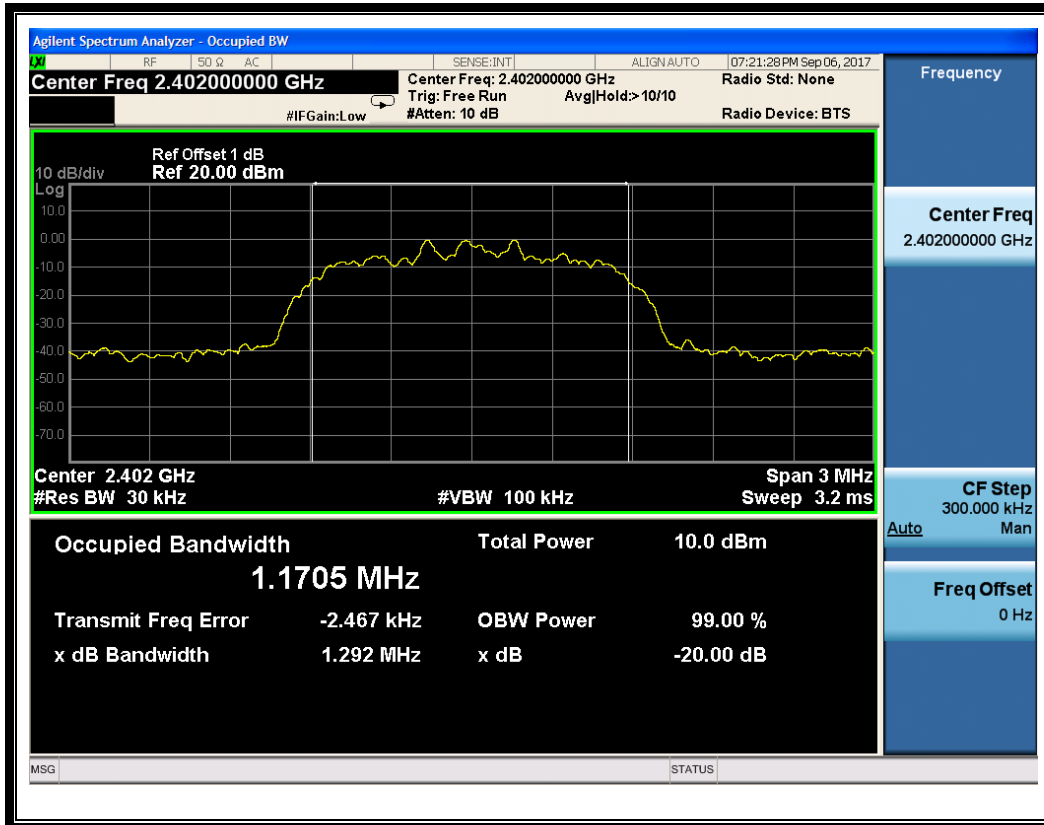 Agilent Spectrum Analyzer - Occupied BW
LXI RF 50 Ω AC SENSE:INT ALIGN AUTO 07:21:28 PM Sep 06, 2017
Center Freq 2.402000000 GHz
Center Freq: 2.402000000 GHz Radio Std: None
Trig: Free Run Avg|Hold:> 10/10
#IFGain:Low #Atten: 10 dB Radio Device: BTS
Ref Offset 1 dB
10 dB/div Ref 20.00 dBm
Log
10.0
0.00
-10.0
-20.0
-30.0
-40.0
-50.0
-60.0
-70.0
Center 2.402 GHz Span 3 MHz
#Res BW 30 kHz #VBW 100 kHz Sweep 3.2 ms
Occupied Bandwidth Total Power 10.0 dBm
1.1705 MHz
Transmit Freq Error -2.467 kHz OBW Power 99.00 %
x dB Bandwidth 1.292 MHz x dB -20.00 dB
MSG STATUS
Frequency
Center Freq
2.402000000 GHz
CF Step
300.000 kHz
Auto Man
Freq Offset
0 Hz